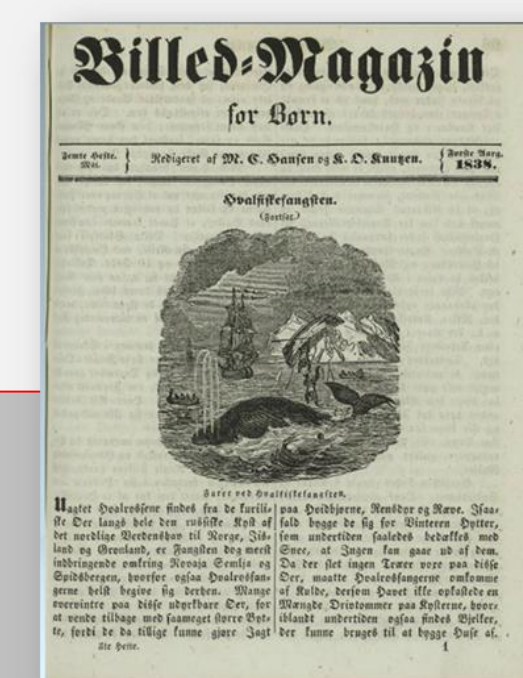 Billed-Magazin
for Børn.
Femte Hefte.
Mai.
Redigeret af M. C. Hansen og K. O. Knutzen.
Første Aarg.
1838.
Hvalfiskefangsten.
(Fortsat.)
Farer ved Hvalfiskefangsten.
Uagtet Hvalrossene findes fra de kurili-
ske Øer langs hele den russiske Kyst af
det nordlige Verdenshav til Norge, Iis-
land og Grønland, er Fangsten dog meest
indbringende omkring Novaja Semlja og
Spidsbergen, hvorfor ogsaa Hvalrosfan-
gerne helst begive sig derhen. Mange
overvintre paa disse udyrkbare Øer, for
at vende tilbage med saameget større Byt-
te, fordi de da tillige kunne gjøre Jagt
5te Hefte.
paa Hvidbjørne, Rensdyr og Ræve. Isaa-
fald bygge de sig for Vinteren Hytter,
som undertiden saaledes bedækkes med
Snee, at Ingen kan gaae ud af dem.
Da der slet ingen Træer voxe paa disse
Øer, maatte Hvalrosfangerne omkomme
af Kulde, dersom Havet ikke opkastede en
Mængde Drivtømmer paa Kysterne, hvor-
iblandt undertiden ogsaa findes Bjelker,
der kunne bruges til at bygge Huse af.
1